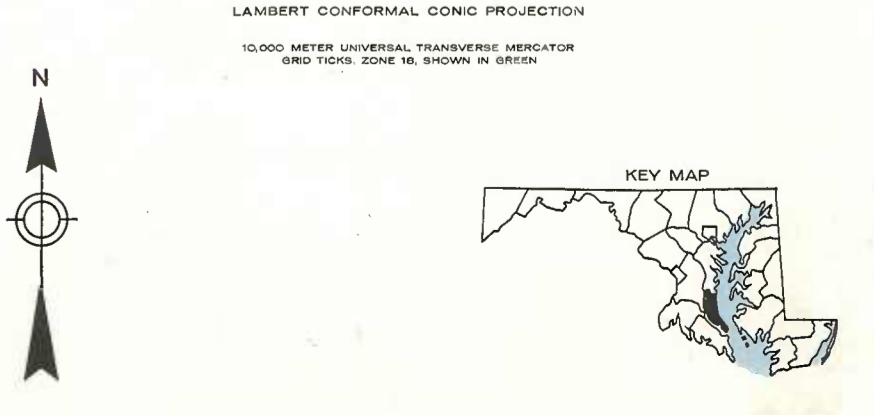 LAMBERT CONFORMAL CONIC PROJECTION
10,000 METER UNIVERSAL TRANSVERSE MERCATOR
GRID TICKS, ZONE 18, SHOWN IN GREEN
N
KEY MAP